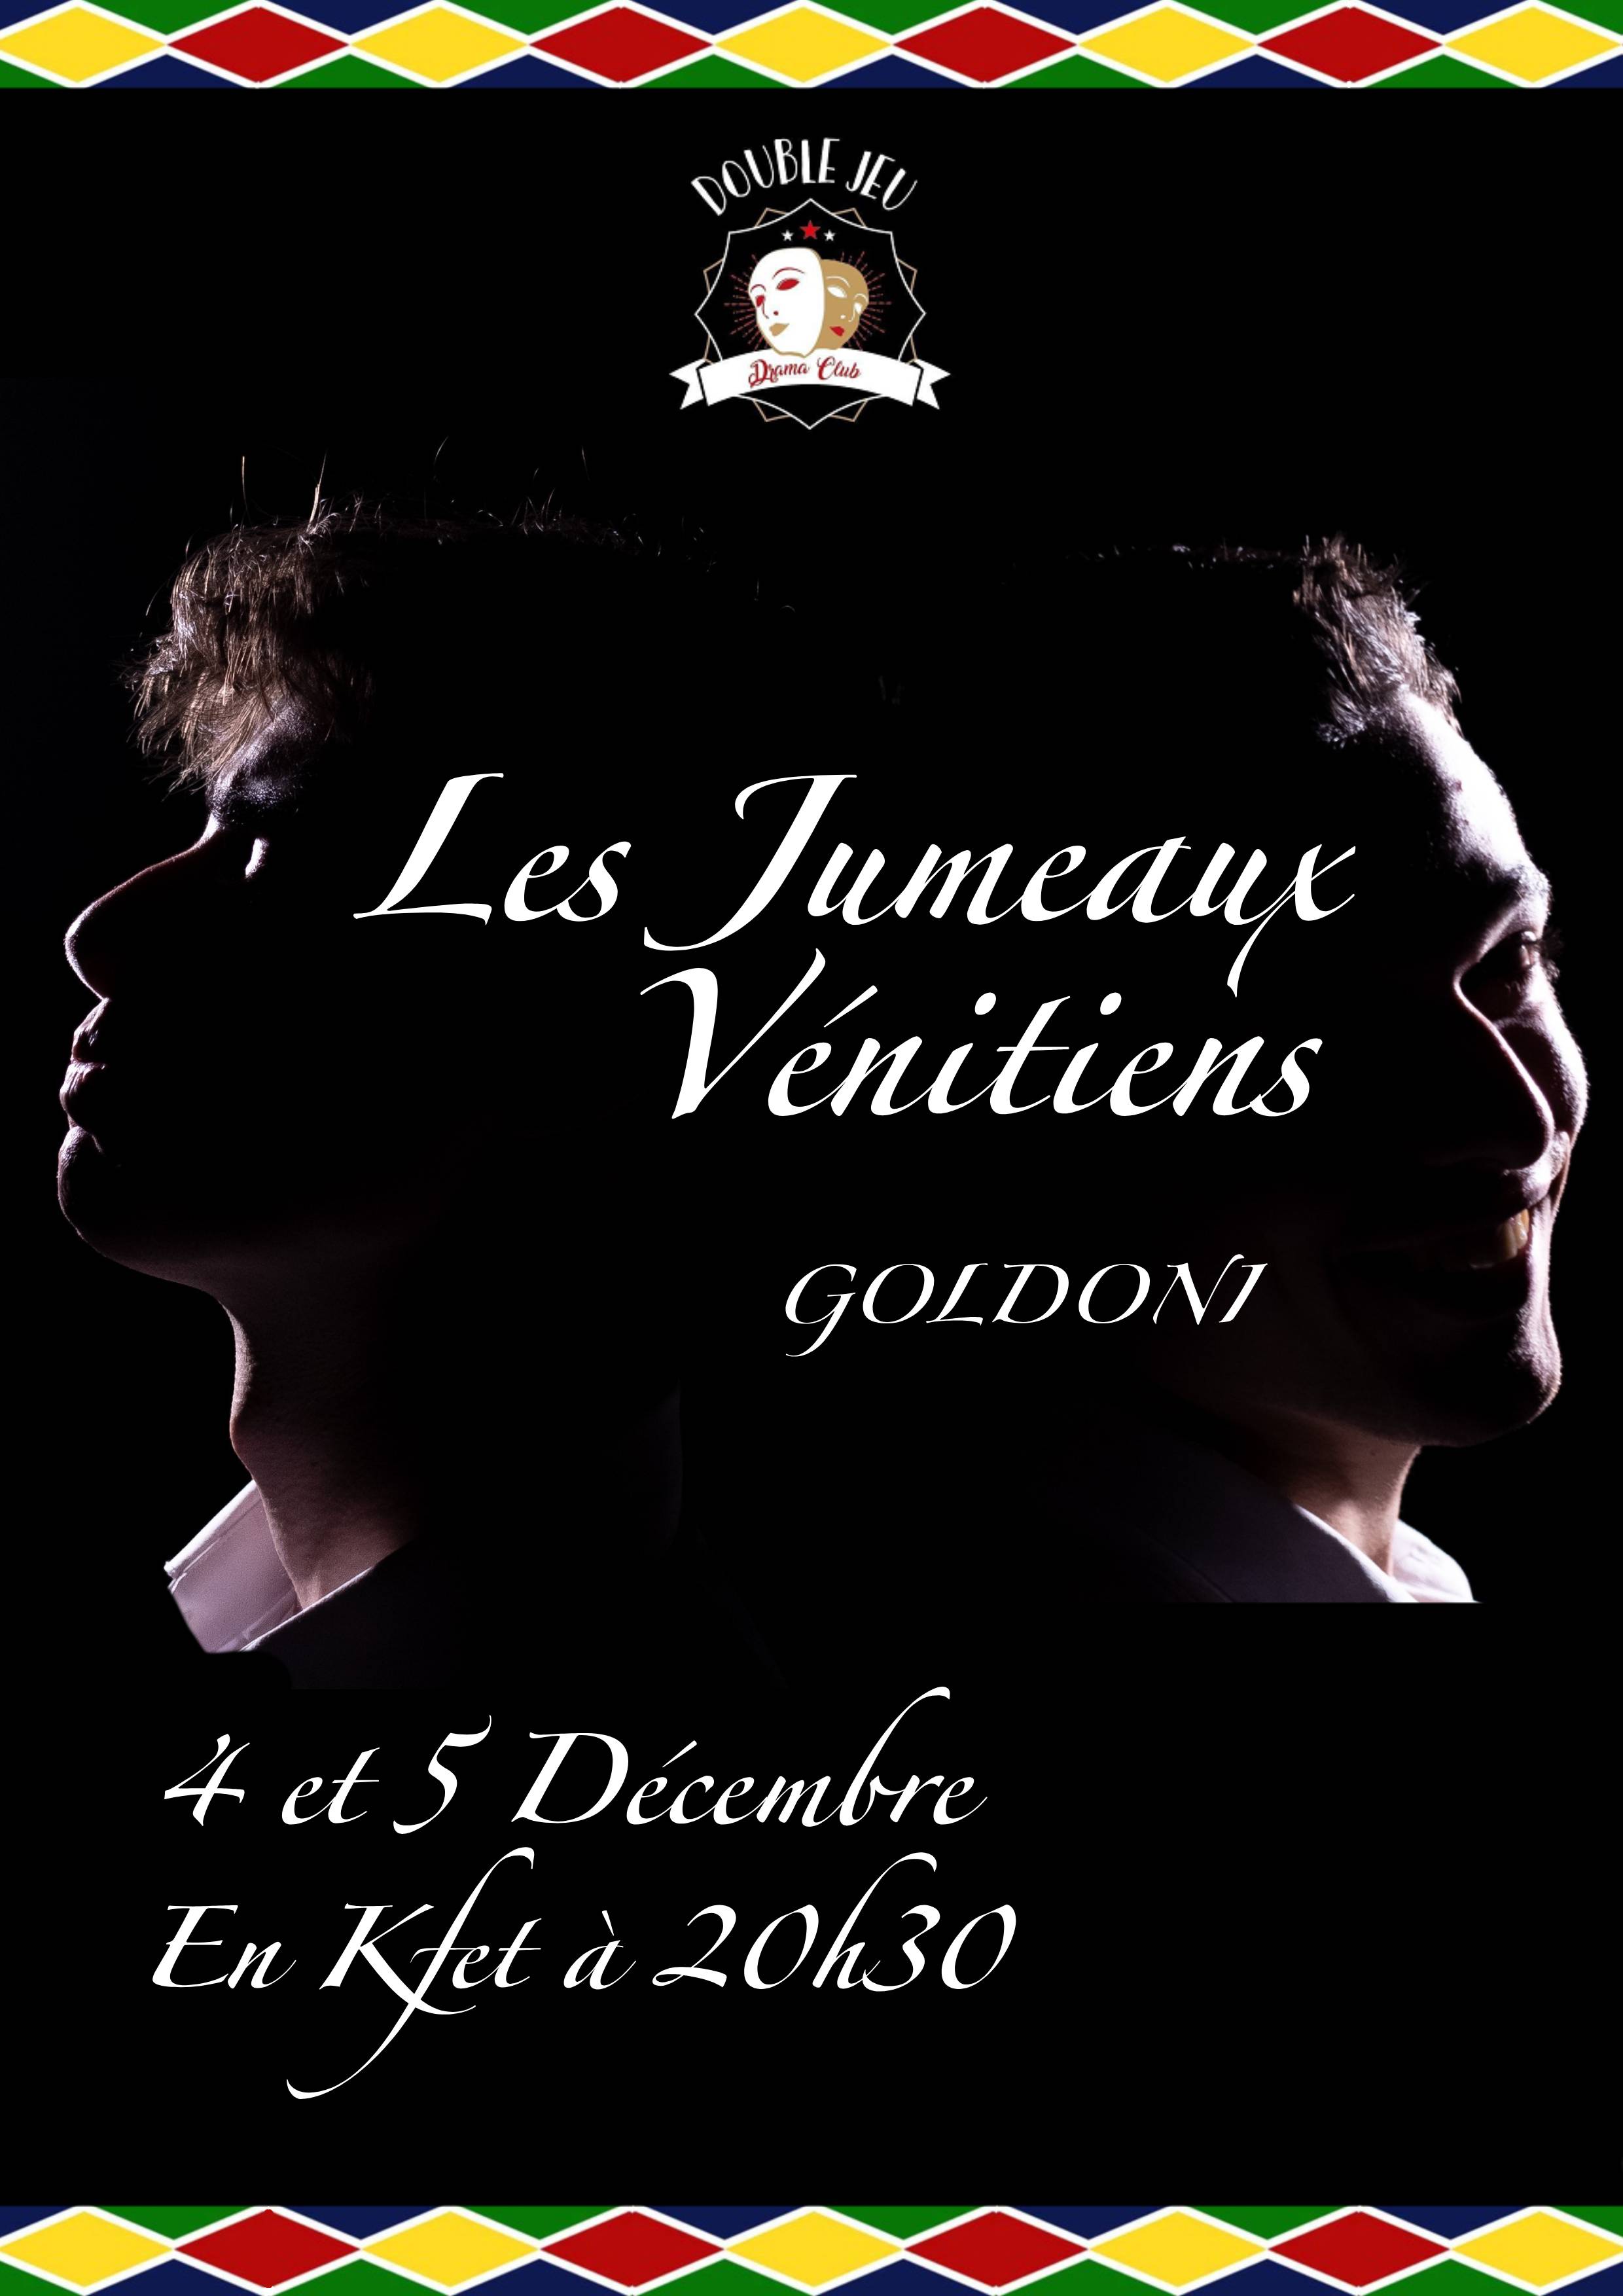 DOUBLE JEU
Drama Club
Les Jumeaux
Vénitiens
GOLDONI
4 et 5 Décembre
En Kfet à 20h30